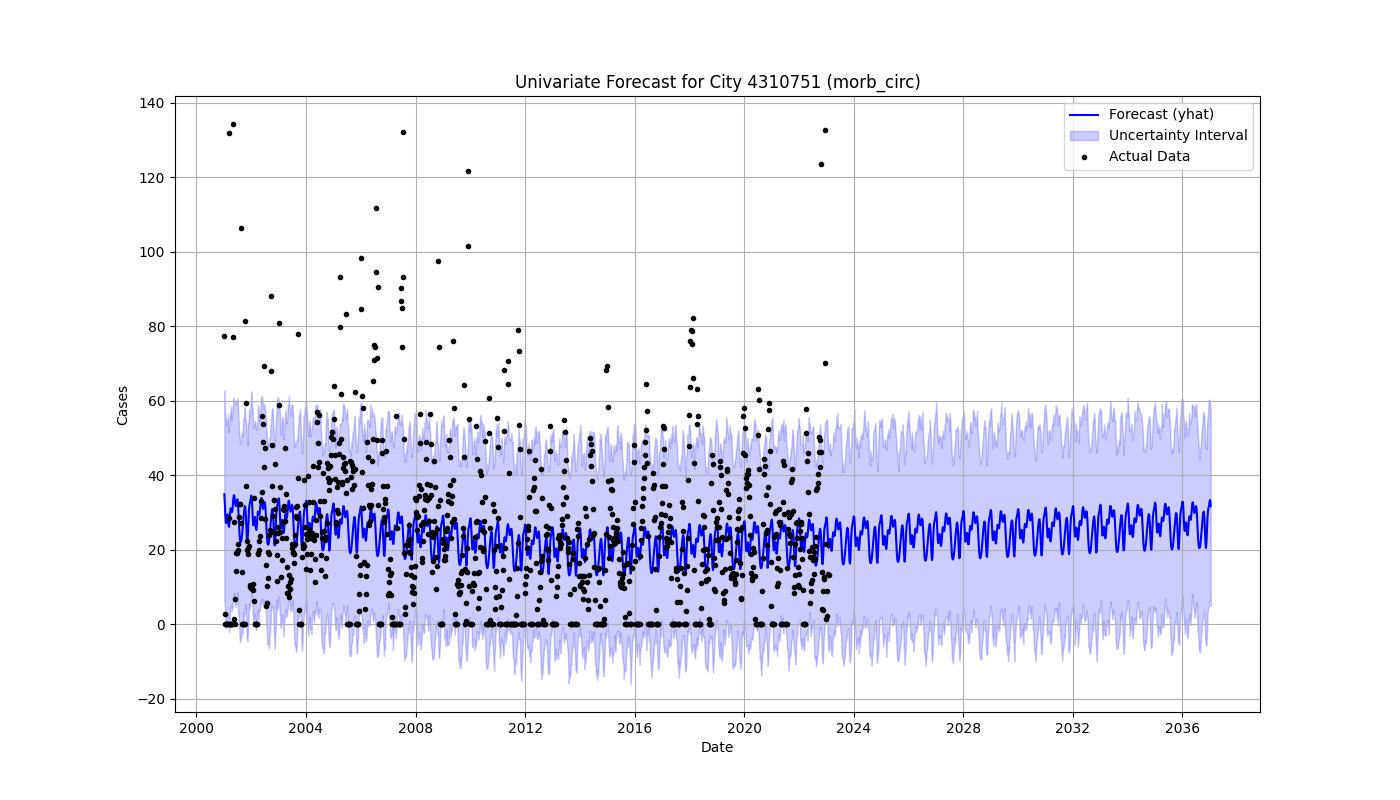 Univariate Forecast for City 4310751 (morb_circ)
140
120
100
80
60
40
20
0
−20
Cases
2000 2004 2008 2012 2016 2020 2024 2028 2032 2036
Date
Forecast (yhat)
Uncertainty Interval
Actual Data